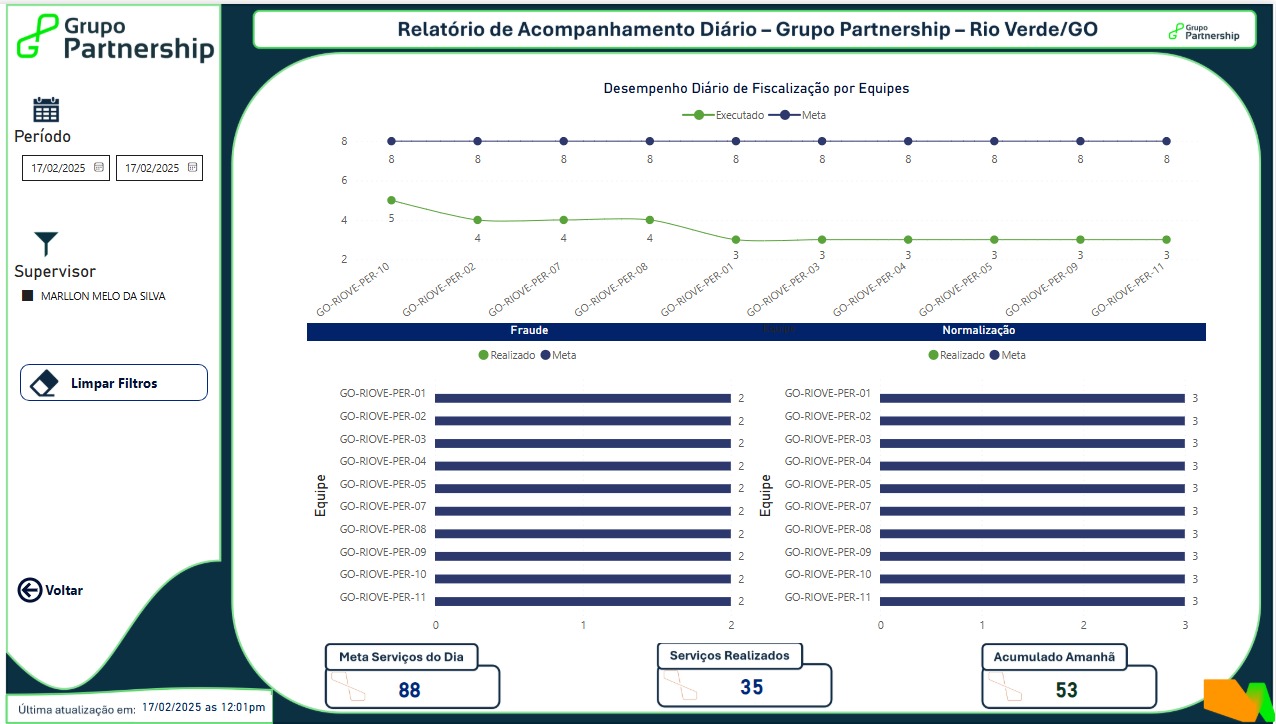 Grupo
Partnership
Relatório de Acompanhamento Diário – Grupo Partnership – Rio Verde/GO
Grupo
Partnership
Período
17/02/2025 17/02/2025
Supervisor
MARLLON MELO DA SILVA
Limpar Filtros
Voltar
Última atualização em: 17/02/2025 as 12:01pm
Desempenho Diário de Fiscalização por Equipes
Executado Meta
8 8 8 8 8 8 8 8 8 8 8
6
4 5 4 4 4 3 3 3 3 3 3
2
GO-RIOVE-PER-10 GO-RIOVE-PER-02 GO-RIOVE-PER-07 GO-RIOVE-PER-08 GO-RIOVE-PER-01 GO-RIOVE-PER-03 GO-RIOVE-PER-04 GO-RIOVE-PER-05 GO-RIOVE-PER-09 GO-RIOVE-PER-11
Fraude
Realizado Meta
Equipe
GO-RIOVE-PER-01 2
GO-RIOVE-PER-02 2
GO-RIOVE-PER-03 2
GO-RIOVE-PER-04 2
GO-RIOVE-PER-05 2
GO-RIOVE-PER-07 2
GO-RIOVE-PER-08 2
GO-RIOVE-PER-09 2
GO-RIOVE-PER-10 2
GO-RIOVE-PER-11 2
0 1 2
Normalização
Realizado Meta
Equipe
GO-RIOVE-PER-01 3
GO-RIOVE-PER-02 3
GO-RIOVE-PER-03 3
GO-RIOVE-PER-04 3
GO-RIOVE-PER-05 3
GO-RIOVE-PER-07 3
GO-RIOVE-PER-08 3
GO-RIOVE-PER-09 3
GO-RIOVE-PER-10 3
GO-RIOVE-PER-11 3
0 1 2 3
Meta Serviços do Dia
88
Serviços Realizados
35
Acumulado Amanhã
53